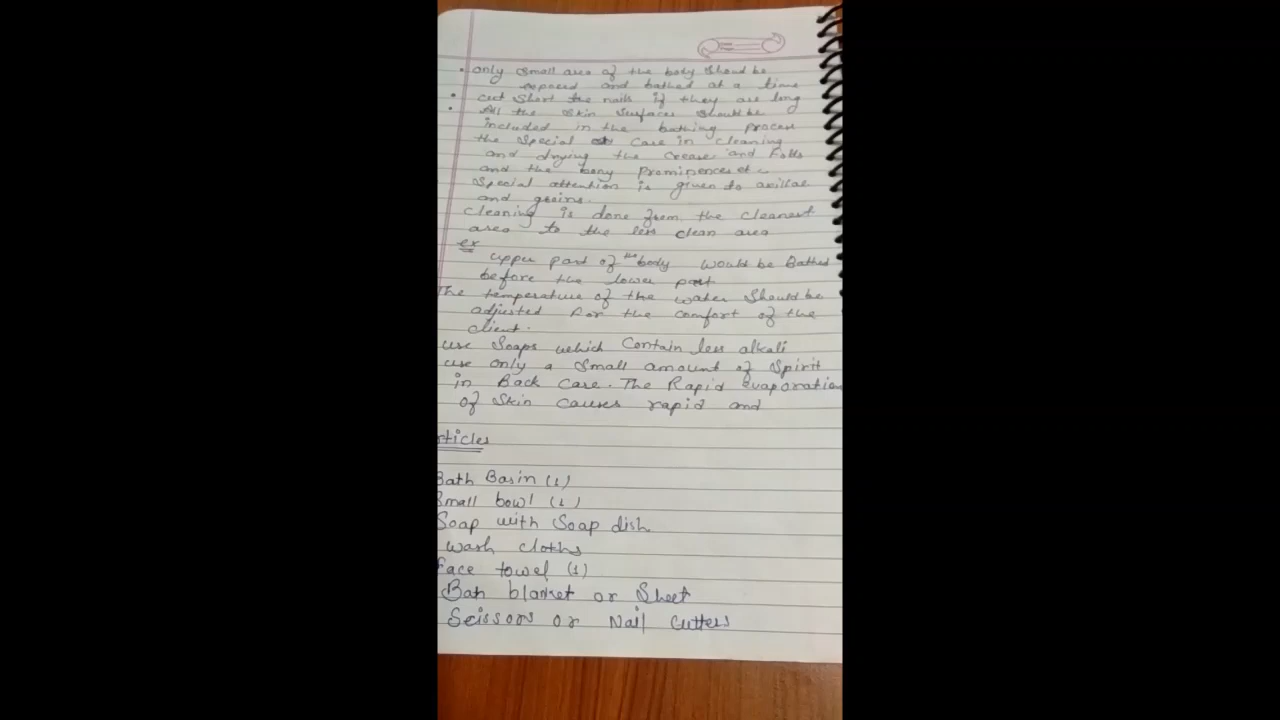 • only small area of the body should be
exposed and bathed at a time
• cut short the nails if they are long
• All the skin surfaces should be
included in the bathing process
the special care in cleaning
and drying the creases and Folds
and the bony prominences etc
special attention is given to axillae
and groins.
cleaning is done from the cleanest
area to the less clean area
ex
upper part of the body would be Bathed
before the lower part
The temperature of the water should be
adjusted for the comfort of the
client.
use Soaps which contain less alkali
use only a small amount of spirit
in Back care. The Rapid evaporation
of skin causes rapid and
rticles
Bath Basin (1)
Small bowl (1)
Soap with Soap dish
wash cloths
Face towel (1)
Bath blanket or Sheet
Scissors or Nail Cutters